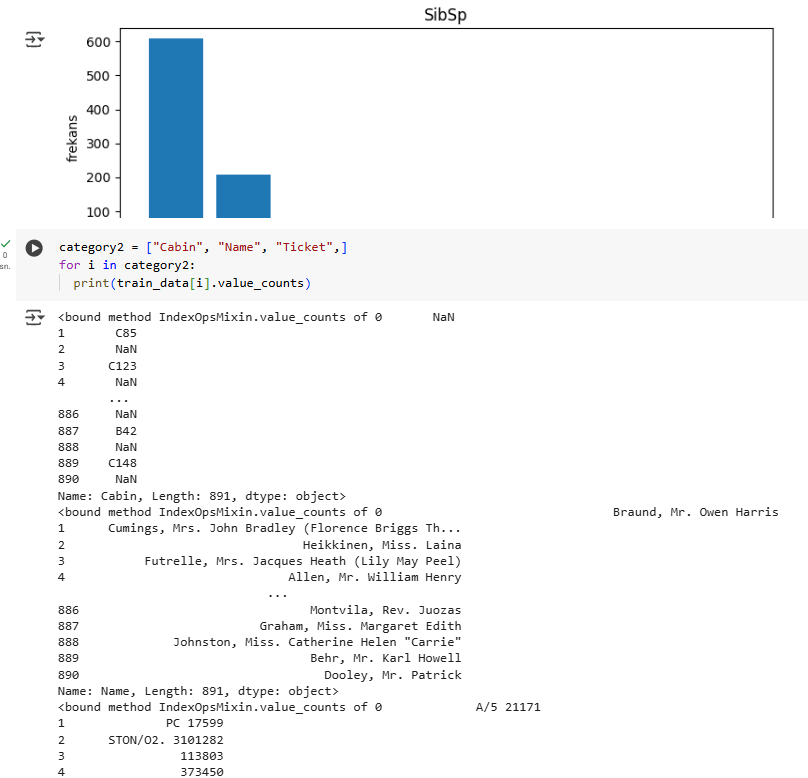 SibSp
600
500
400
300
200
100
frekans
0
sn.
category2 = ["Cabin", "Name", "Ticket",]
for i in category2:
  print(train_data[i].value_counts)
<bound method IndexOpsMixin.value_counts of 0       NaN
1       C85
2       NaN
3      C123
4       NaN
       ...
886     NaN
887     B42
888     NaN
889    C148
890     NaN
Name: Cabin, Length: 891, dtype: object>
<bound method IndexOpsMixin.value_counts of 0                                Braund, Mr. Owen Harris
1      Cumings, Mrs. John Bradley (Florence Briggs Th...
2                                 Heikkinen, Miss. Laina
3           Futrelle, Mrs. Jacques Heath (Lily May Peel)
4                               Allen, Mr. William Henry
                             ...
886                                Montvila, Rev. Juozas
887                         Graham, Miss. Margaret Edith
888             Johnston, Miss. Catherine Helen "Carrie"
889                                Behr, Mr. Karl Howell
890                                  Dooley, Mr. Patrick
Name: Name, Length: 891, dtype: object>
<bound method IndexOpsMixin.value_counts of 0             A/5 21171
1              PC 17599
2      STON/O2. 3101282
3                113803
4                373450